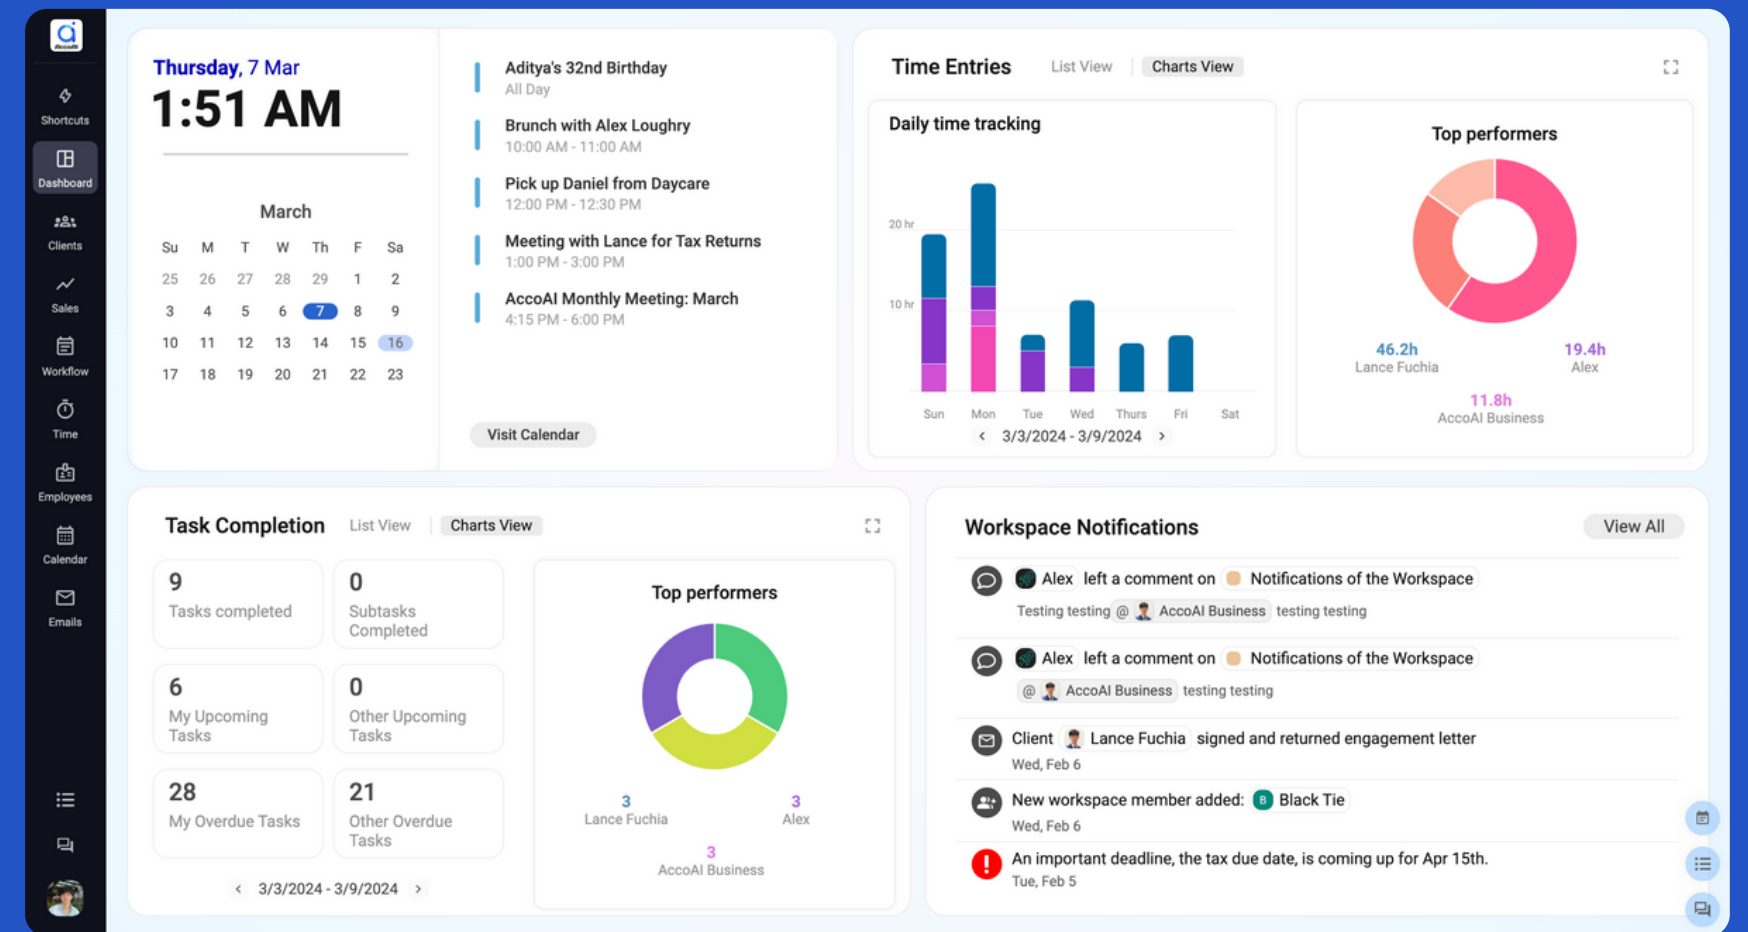 AccoAI
Shortcuts
Dashboard
Clients
Sales
Workflow
Time
Employees
Calendar
Emails
Thursday, 7 Mar
1:51 AM
March
Su M T W Th F Sa
25 26 27 28 29 1 2
3 4 5 6 7 8 9
10 11 12 13 14 15 16
17 18 19 20 21 22 23
Aditya's 32nd Birthday
All Day
Brunch with Alex Loughry
10:00 AM - 11:00 AM
Pick up Daniel from Daycare
12:00 PM - 12:30 PM
Meeting with Lance for Tax Returns
1:00 PM - 3:00 PM
AccoAI Monthly Meeting: March
4:15 PM - 6:00 PM
Visit Calendar
Time Entries List View Charts View
Daily time tracking
20 hr
10 hr
Sun Mon Tue Wed Thurs Fri Sat
3/3/2024 - 3/9/2024
Top performers
46.2h 19.4h
Lance Fuchia Alex
11.8h
AccoAI Business
Task Completion List View Charts View
9
Tasks completed
0
Subtasks
Completed
6
My Upcoming
Tasks
0
Other Upcoming
Tasks
28
My Overdue Tasks
21
Other Overdue
Tasks
3/3/2024 - 3/9/2024
Top performers
3 3
Lance Fuchia Alex
3
AccoAI Business
Workspace Notifications View All
Alex left a comment on Notifications of the Workspace
Testing testing @ AccoAI Business testing testing
Alex left a comment on Notifications of the Workspace
@ AccoAI Business testing testing
Client Lance Fuchia signed and returned engagement letter
Wed, Feb 6
New workspace member added: B Black Tie
Wed, Feb 6
An important deadline, the tax due date, is coming up for Apr 15th.
Tue, Feb 5